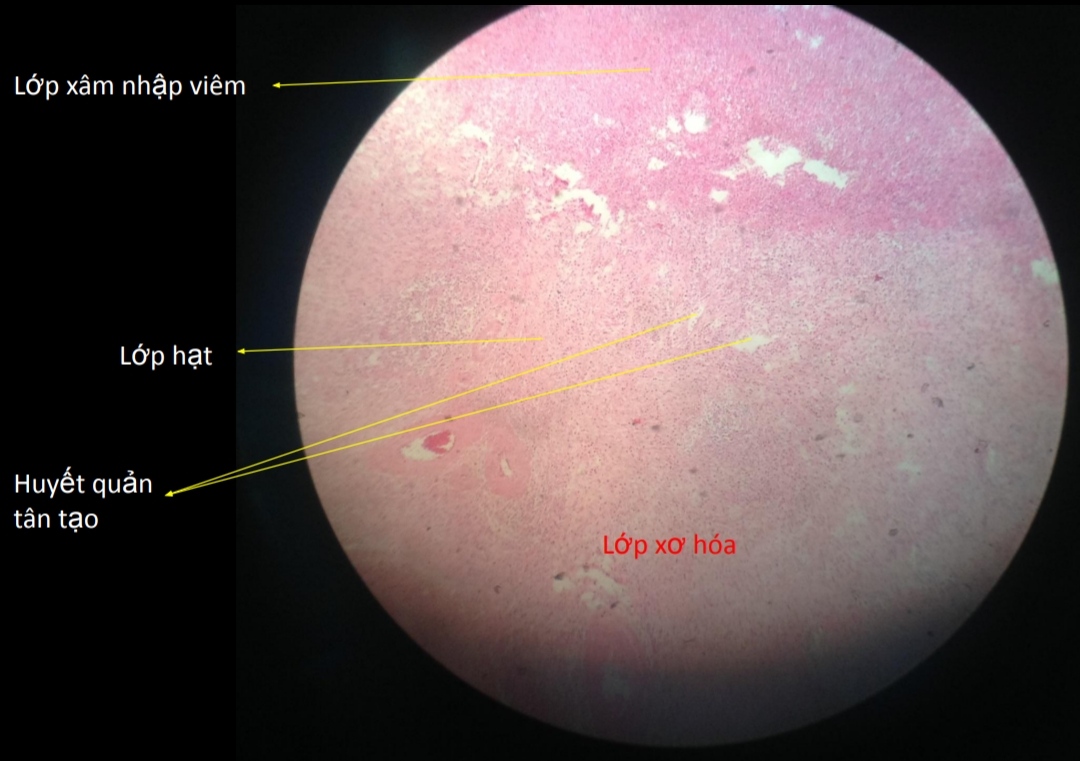 Lớp xâm nhập viêm
Lớp hạt
Huyết quản
tân tạo
Lớp xơ hóa